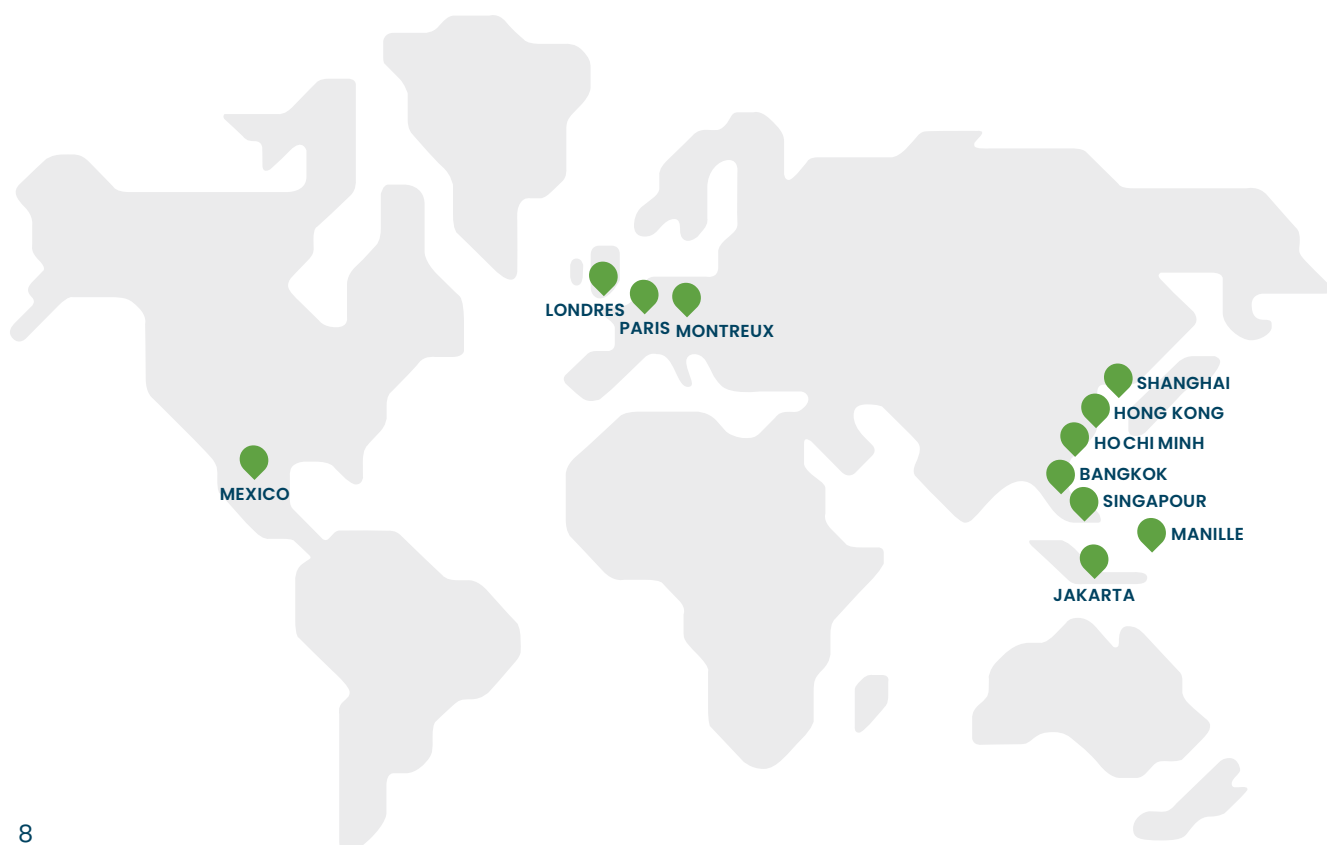 LONDRES
PARIS
MONTREUX
SHANGHAI
HONG KONG
HO CHI MINH
MEXICO
BANGKOK
SINGAPOUR
MANILLE
JAKARTA
8